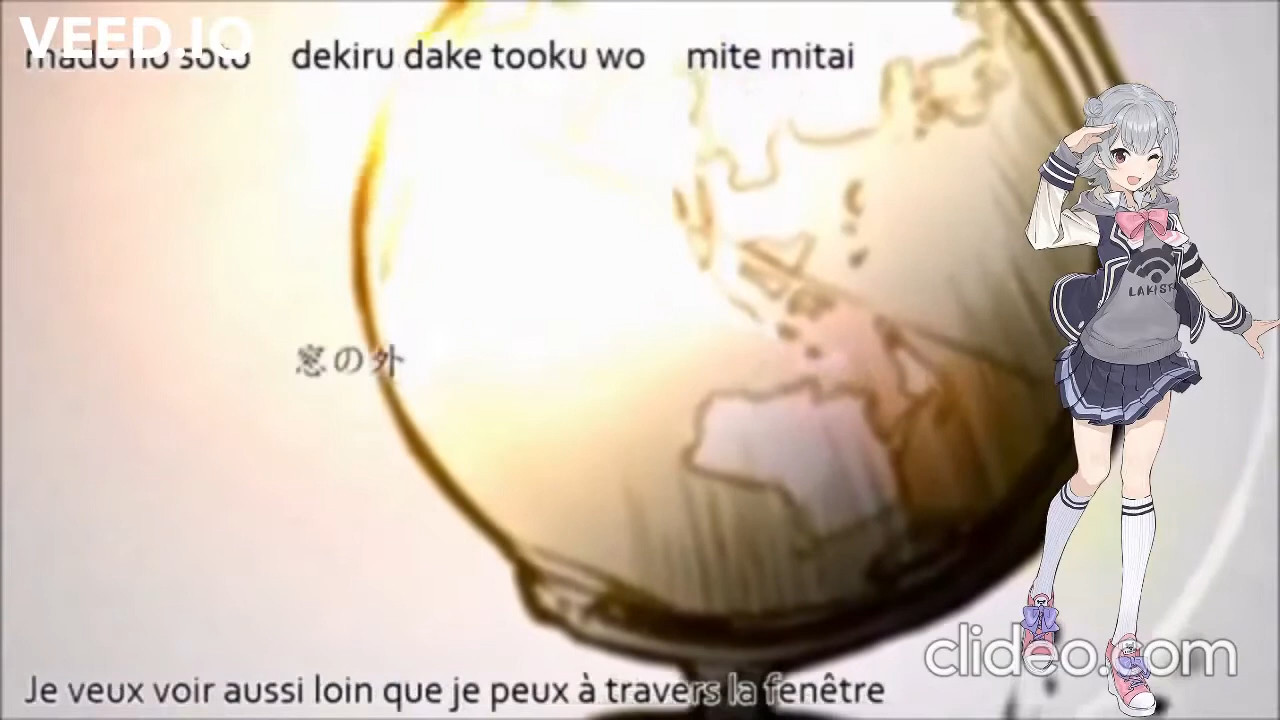 VEED.IO
mado no soto dekiru dake tooku wo mite mitai
LAKIST
窓の外
clideo.com
Je veux voir aussi loin que je peux à travers la fenêtre